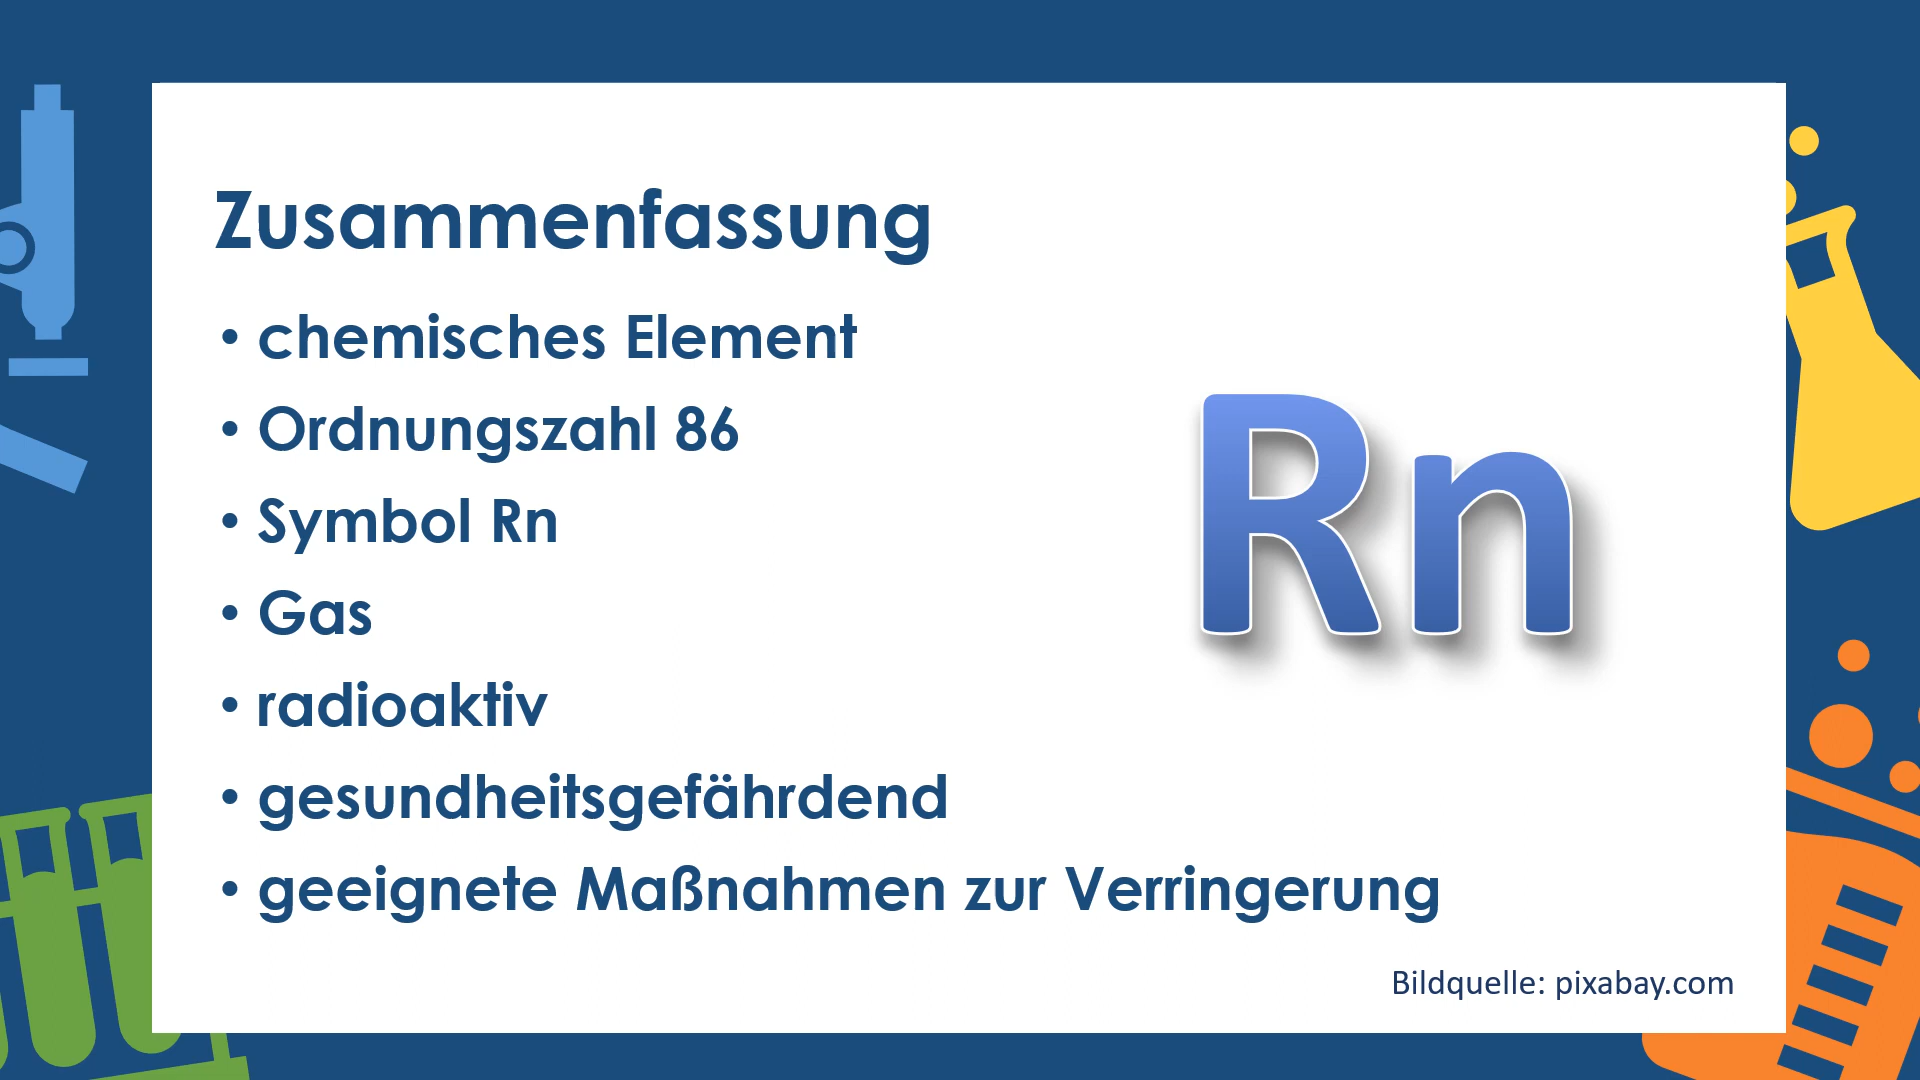 Zusammenfassung
• chemisches Element
• Ordnungszahl 86
• Symbol Rn
• Gas
• radioaktiv
• gesundheitsgefährdend
• geeignete Maßnahmen zur Verringerung
Rn
Bildquelle: pixabay.com